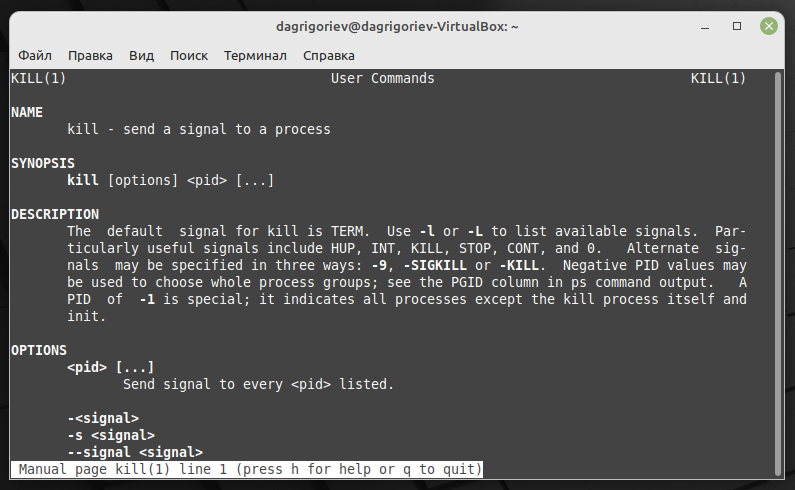 dagrigoriev@dagrigoriev-VirtualBox: ~
Файл Правка Вид Поиск Терминал Справка
KILL(1) User Commands KILL(1)
NAME
kill - send a signal to a process
SYNOPSIS
kill [options] <pid> [...]
DESCRIPTION
The default signal for kill is TERM. Use -l or -L to list available signals. Par-
ticularly useful signals include HUP, INT, KILL, STOP, CONT, and 0. Alternate sig-
nals may be specified in three ways: -9, -SIGKILL or -KILL. Negative PID values may
be used to choose whole process groups; see the PGID column in ps command output. A
PID of -1 is special; it indicates all processes except the kill process itself and
init.
OPTIONS
<pid> [...]
Send signal to every <pid> listed.
-<signal>
-s <signal>
--signal <signal>
Manual page kill(1) line 1 (press h for help or q to quit)